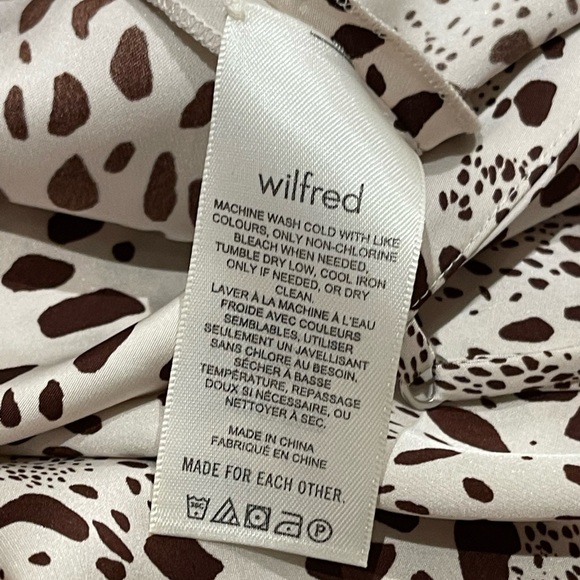 wilfred
MACHINE WASH COLD WITH LIKE
COLOURS, ONLY NON-CHLORINE
BLEACH WHEN NEEDED,
TUMBLE DRY LOW, COOL IRON
ONLY IF NEEDED, OR DRY
CLEAN.
LAVER À LA MACHINE À L'EAU
FROIDE AVEC COULEURS
SEMBLABLES, UTILISER
SEULEMENT UN JAVELLISANT
SANS CHLORE AU BESOIN,
SÉCHER À BASSE
TEMPÉRATURE, REPASSAGE
DOUX SI NÉCESSAIRE, OU
NETTOYER À SEC.
MADE IN CHINA
FABRIQUÉ EN CHINE
MADE FOR EACH OTHER.
30C P